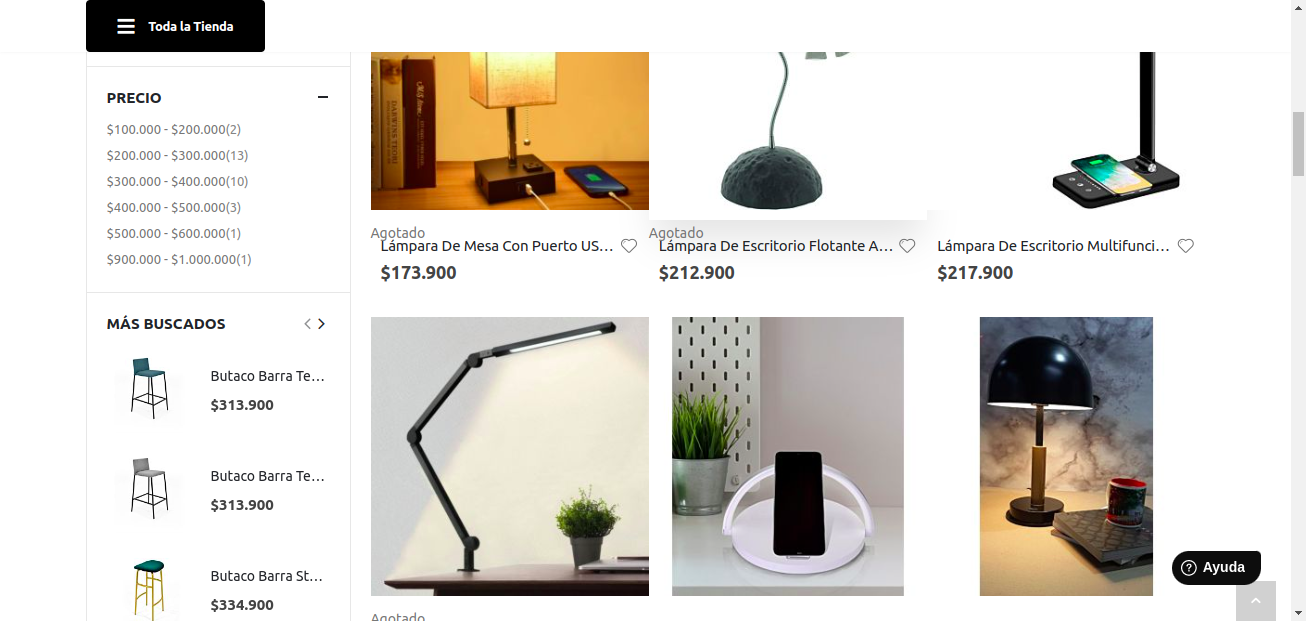 Toda la Tienda
PRECIO
$100.000 - $200.000(2)
$200.000 - $300.000(13)
$300.000 - $400.000(10)
$400.000 - $500.000(3)
$500.000 - $600.000(1)
$900.000 - $1.000.000(1)
MÁS BUSCADOS
Butaco Barra Te…
$313.900
Butaco Barra Te…
$313.900
Butaco Barra St…
$334.900
Agotado
Lámpara De Mesa Con Puerto US…
$173.900
Agotado
Lámpara De Escritorio Flotante A…
$212.900
Lámpara De Escritorio Multifunci…
$217.900
Agotado
Ayuda